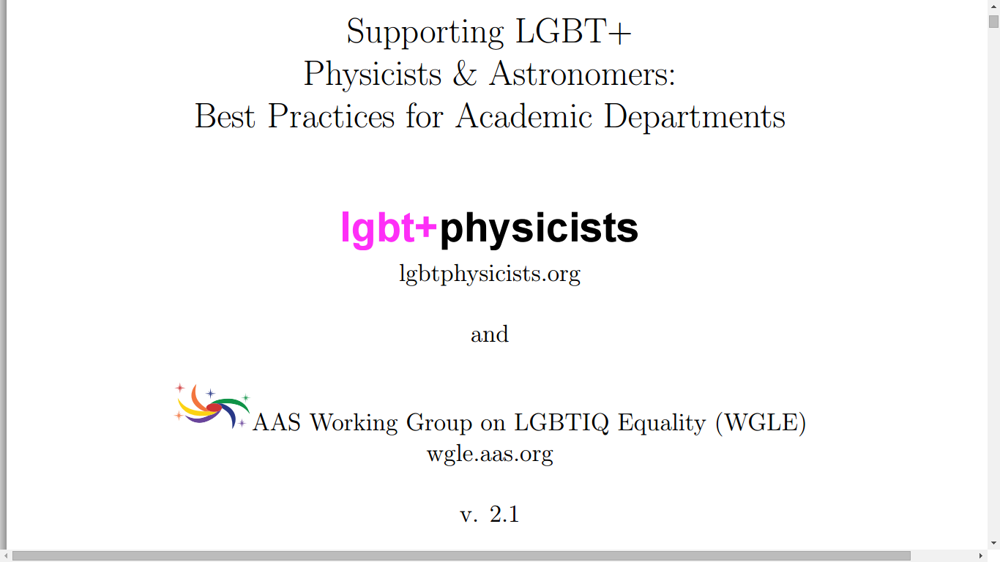 Supporting LGBT+
Physicists & Astronomers:
Best Practices for Academic Departments
lgbt+physicists
lgbtphysicists.org
and
AAS Working Group on LGBTIQ Equality (WGLE)
wgle.aas.org
v. 2.1